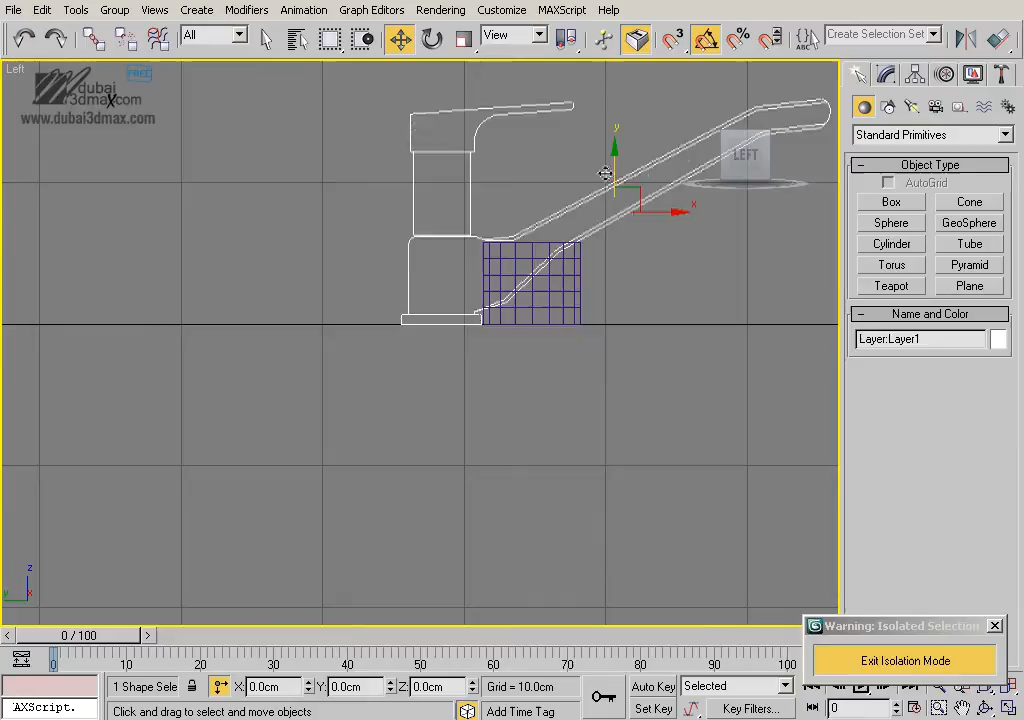 File Edit Tools Group Views Create Modifiers Animation Graph Editors Rendering Customize MAXScript Help
All View 3 % ABC Create Selection Set
Left
FREE
dubai
3dmaxcom
www.dubai3dmax.com
y
LEFT
x
z
y x
Standard Primitives
Object Type
AutoGrid
Box Cone
Sphere GeoSphere
Cylinder Tube
Torus Pyramid
Teapot Plane
Name and Color
Layer:Layer1
Warning: Isolated Selection
Exit Isolation Mode
< 0 / 100 >
0 10 20 30 40 50 60 70 80 90 100
1 Shape Sele X: 0.0cm Y: 0.0cm Z: 0.0cm Grid = 10.0cm Auto Key Selected
AXScript. Click and drag to select and move objects Add Time Tag Set Key Key Filters... 0